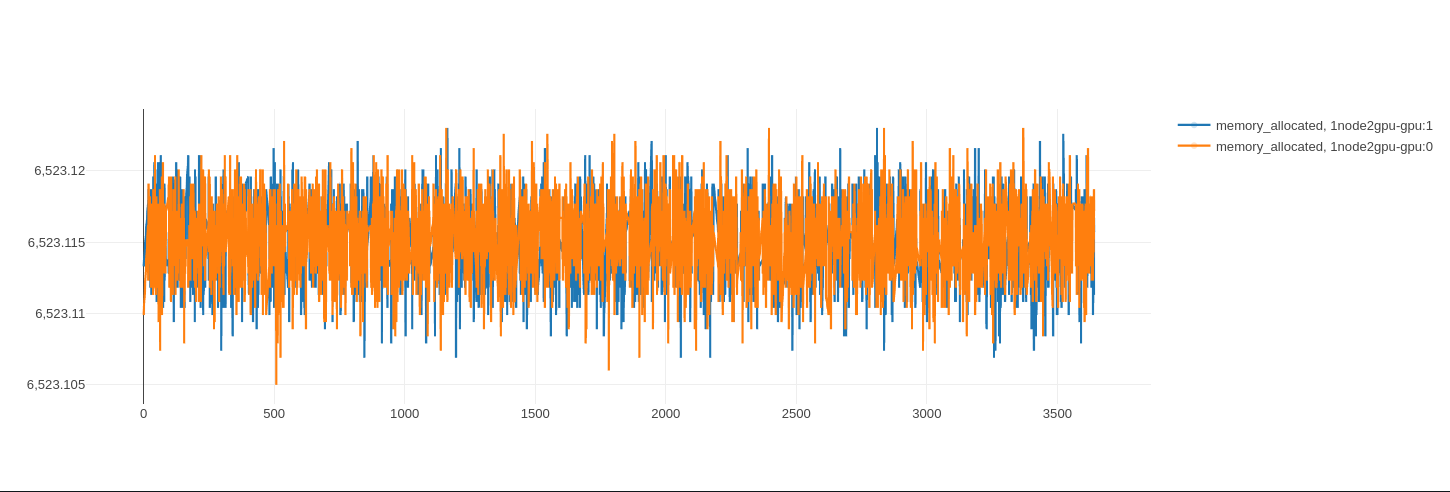 memory_allocated, 1node2gpu-gpu:1
memory_allocated, 1node2gpu-gpu:0
6,523.12
6,523.115
6,523.11
6,523.105
0 500 1000 1500 2000 2500 3000 3500